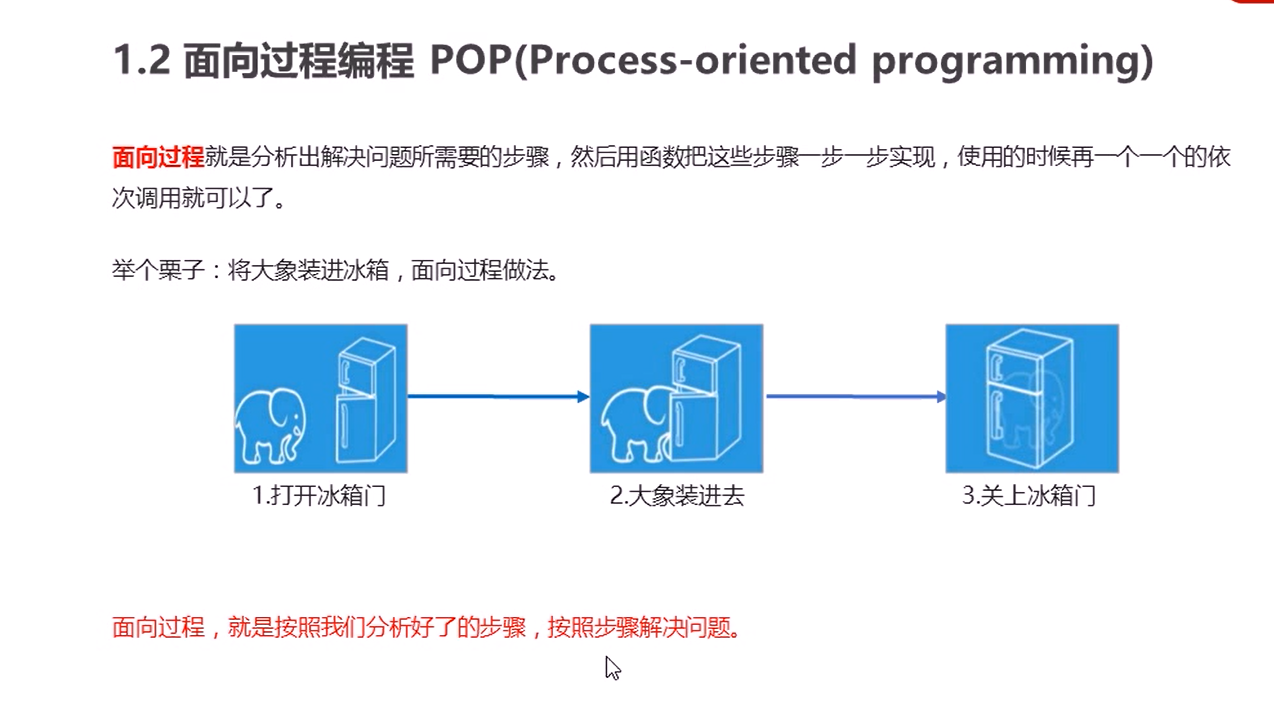 1.2 面向过程编程 POP(Process-oriented programming)
面向过程就是分析出解决问题所需要的步骤，然后用函数把这些步骤一步一步实现，使用的时候再一个一个的依
次调用就可以了。
举个栗子：将大象装进冰箱，面向过程做法。
1.打开冰箱门
2.大象装进去
3.关上冰箱门
面向过程，就是按照我们分析好了的步骤，按照步骤解决问题。